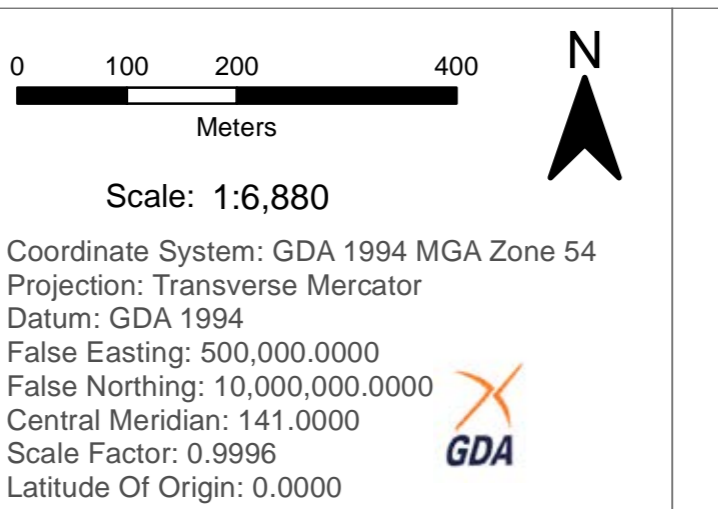 0 100 200 400
Meters
N
Scale: 1:6,880
Coordinate System: GDA 1994 MGA Zone 54
Projection: Transverse Mercator
Datum: GDA 1994
False Easting: 500,000.0000
False Northing: 10,000,000.0000
Central Meridian: 141.0000
Scale Factor: 0.9996
Latitude Of Origin: 0.0000
GDA